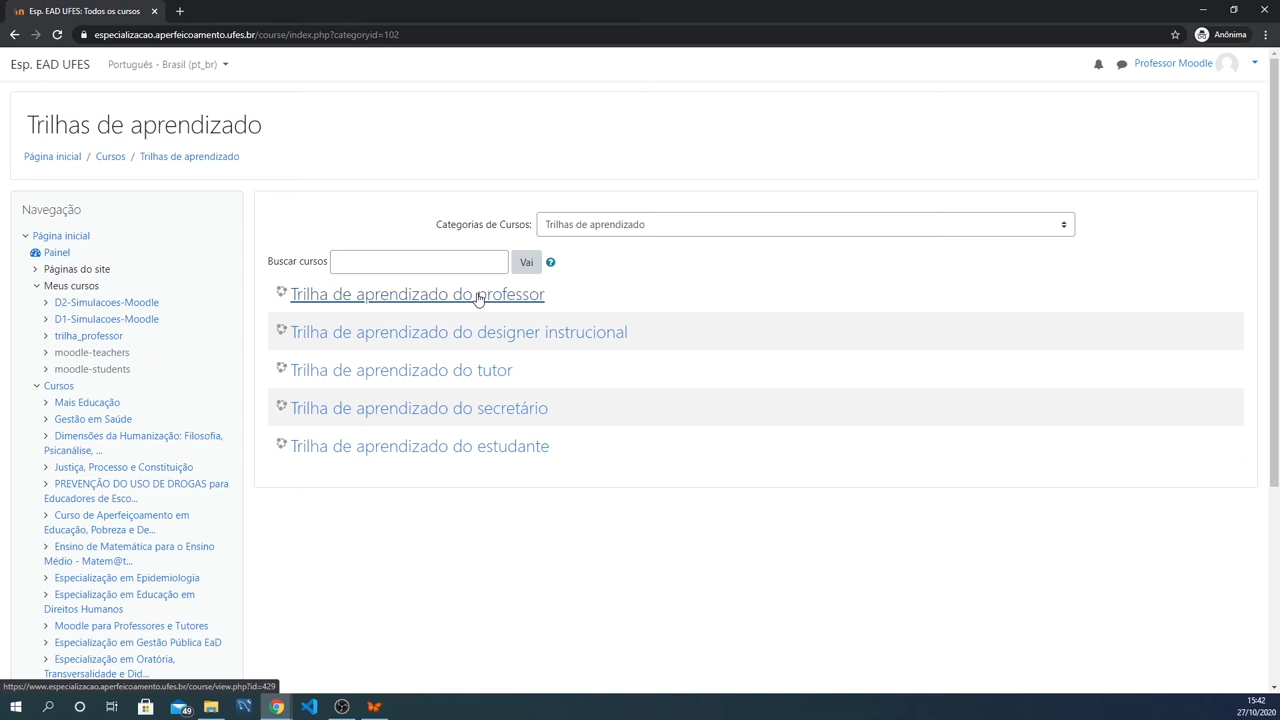 Esp. EAD UFES: Todos os cursos
especializacao.aperfeicoamento.ufes.br/course/index.php?categoryid=102
Anônima
Esp. EAD UFES
Português - Brasil (pt_br)
Professor Moodle
Trilhas de aprendizado
Página inicial / Cursos / Trilhas de aprendizado
Navegação
Página inicial
Painel
Páginas do site
Meus cursos
D2-Simulacoes-Moodle
D1-Simulacoes-Moodle
trilha_professor
moodle-teachers
moodle-students
Cursos
Mais Educação
Gestão em Saúde
Dimensões da Humanização: Filosofia,
Psicanálise, ...
Justiça, Processo e Constituição
PREVENÇÃO DO USO DE DROGAS para
Educadores de Esco...
Curso de Aperfeiçoamento em
Educação, Pobreza e De...
Ensino de Matemática para o Ensino
Médio - Matem@t...
Especialização em Epidemiologia
Especialização em Educação em
Direitos Humanos
Moodle para Professores e Tutores
Especialização em Gestão Pública EaD
Especialização em Oratória,
Transversalidade e Did...
Categorias de Cursos: Trilhas de aprendizado
Buscar cursos Vai
Trilha de aprendizado do professor
Trilha de aprendizado do designer instrucional
Trilha de aprendizado do tutor
Trilha de aprendizado do secretário
Trilha de aprendizado do estudante
https://www.especializacao.aperfeicoamento.ufes.br/course/view.php?id=429
49
15:42
27/10/2020